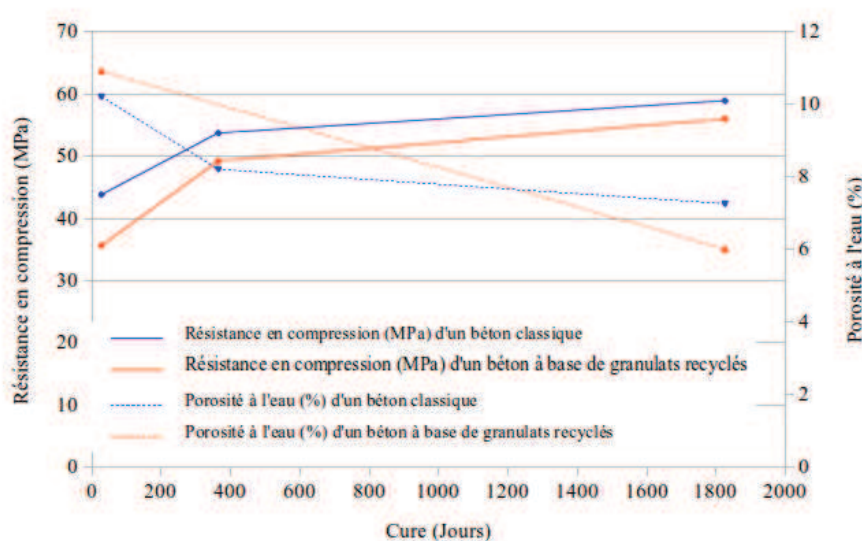 70
60
50
40
30
20
10
0
Résistance en compression (MPa)
12
10
8
6
4
2
0
Porosité à l'eau (%)
Résistance en compression (MPa) d'un béton classique
Résistance en compression (MPa) d'un béton à base de granulats recyclés
Porosité à l'eau (%) d'un béton classique
Porosité à l'eau (%) d'un béton à base de granulats recyclés
0 200 400 600 800 1000 1200 1400 1600 1800 2000
Cure (Jours)